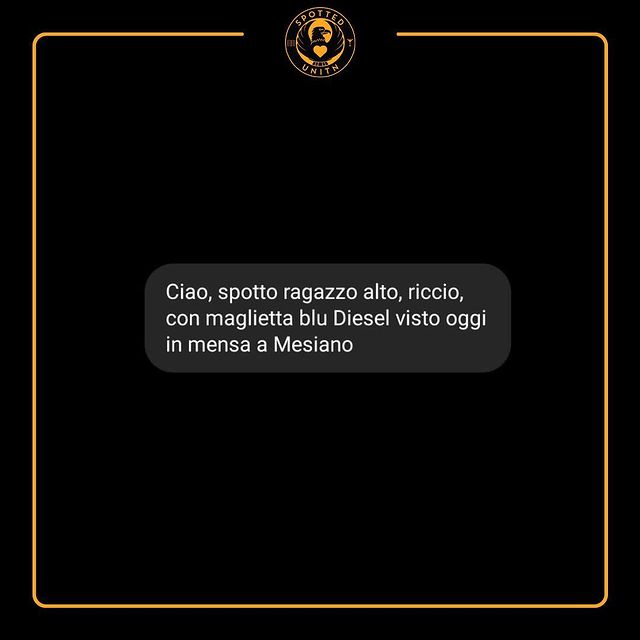 SPOTTED
UNITN
Ciao, spotto ragazzo alto, riccio,
con maglietta blu Diesel visto oggi
in mensa a Mesiano